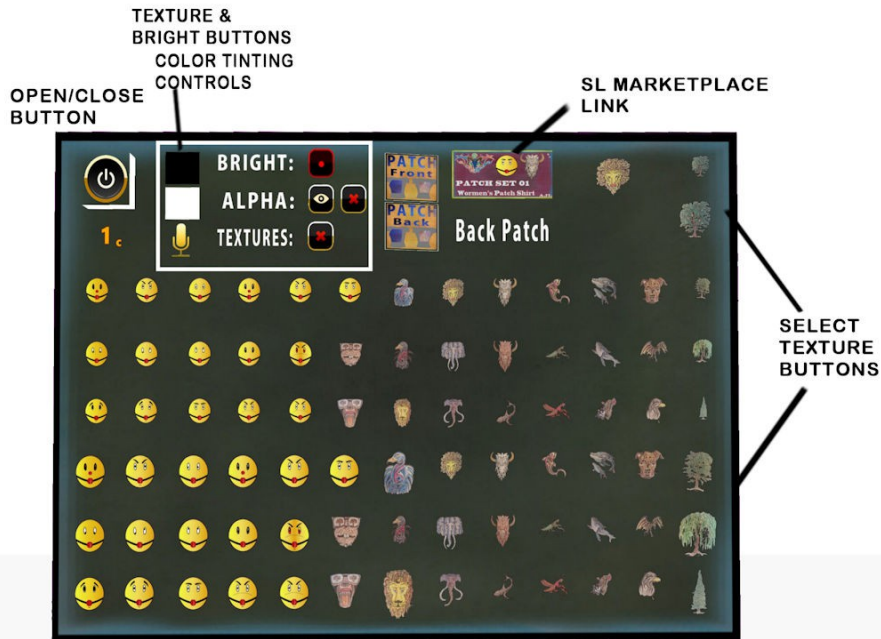 TEXTURE &
BRIGHT BUTTONS
COLOR TINTING
CONTROLS
OPEN/CLOSE
BUTTON
SL MARKETPLACE
LINK
BRIGHT:
ALPHA:
TEXTURES:
1c
PATCH
Front
PATCH
Back
PATCH SET 01
Women's Patch Shirt
Back Patch
SELECT
TEXTURE
BUTTONS